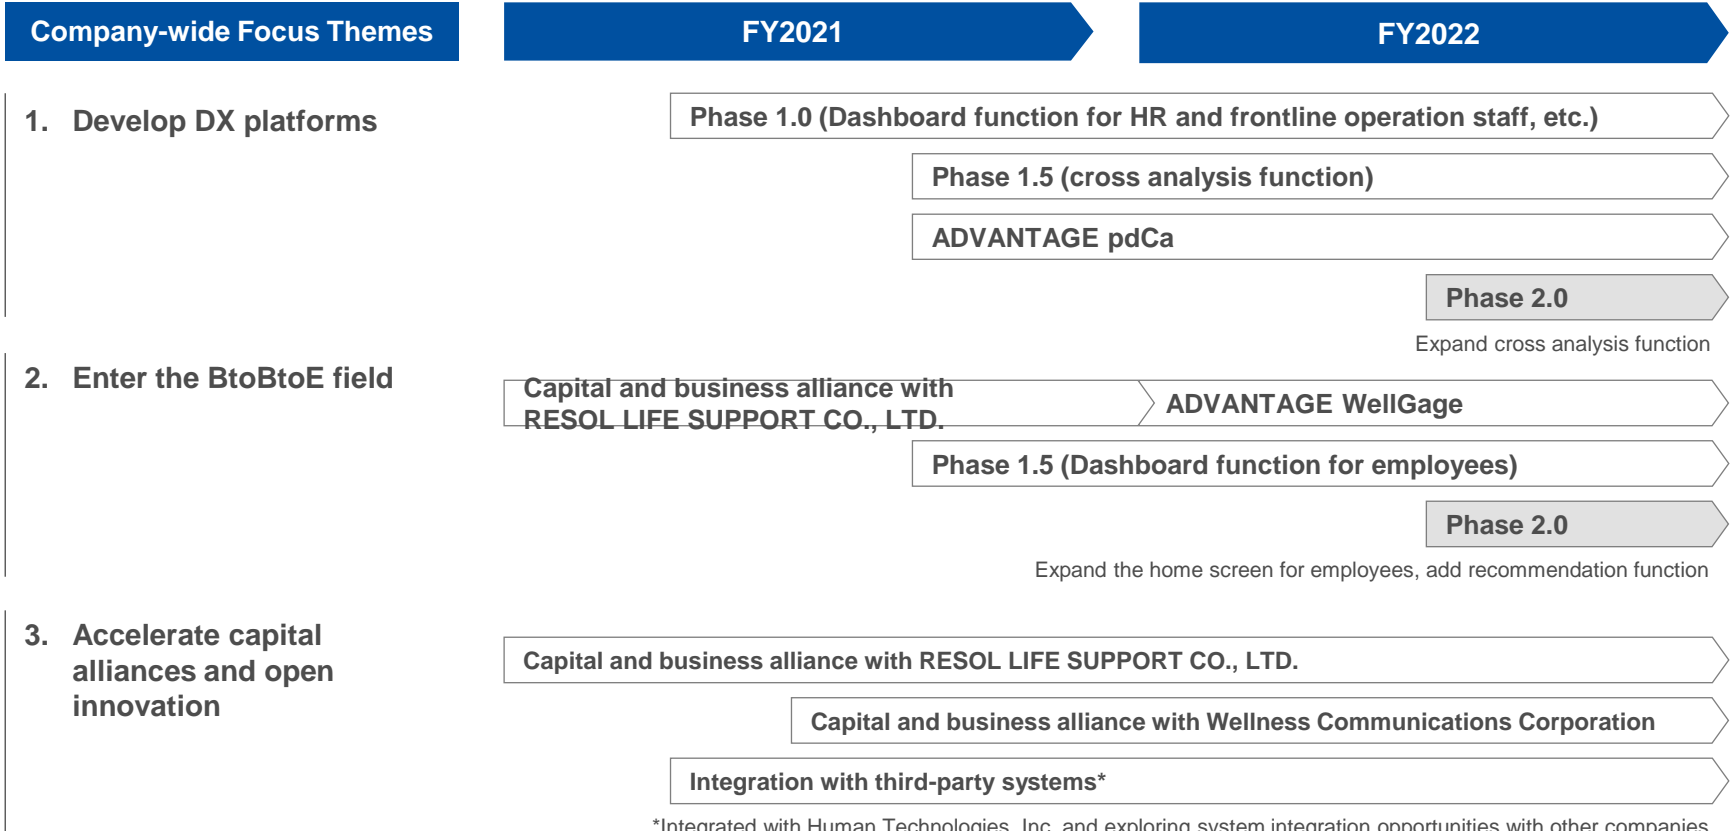 Company-wide Focus Themes
FY2021
FY2022
1. Develop DX platforms
Phase 1.0 (Dashboard function for HR and frontline operation staff, etc.)
Phase 1.5 (cross analysis function)
ADVANTAGE pdCa
Phase 2.0
Expand cross analysis function
2. Enter the BtoBtoE field
Capital and business alliance with
RESOL LIFE SUPPORT CO., LTD.
ADVANTAGE WellGage
Phase 1.5 (Dashboard function for employees)
Phase 2.0
Expand the home screen for employees, add recommendation function
3. Accelerate capital
alliances and open
innovation
Capital and business alliance with RESOL LIFE SUPPORT CO., LTD.
Capital and business alliance with Wellness Communications Corporation
Integration with third-party systems*
*Integrated with Human Technologies, Inc. and exploring system integration opportunities with other companies